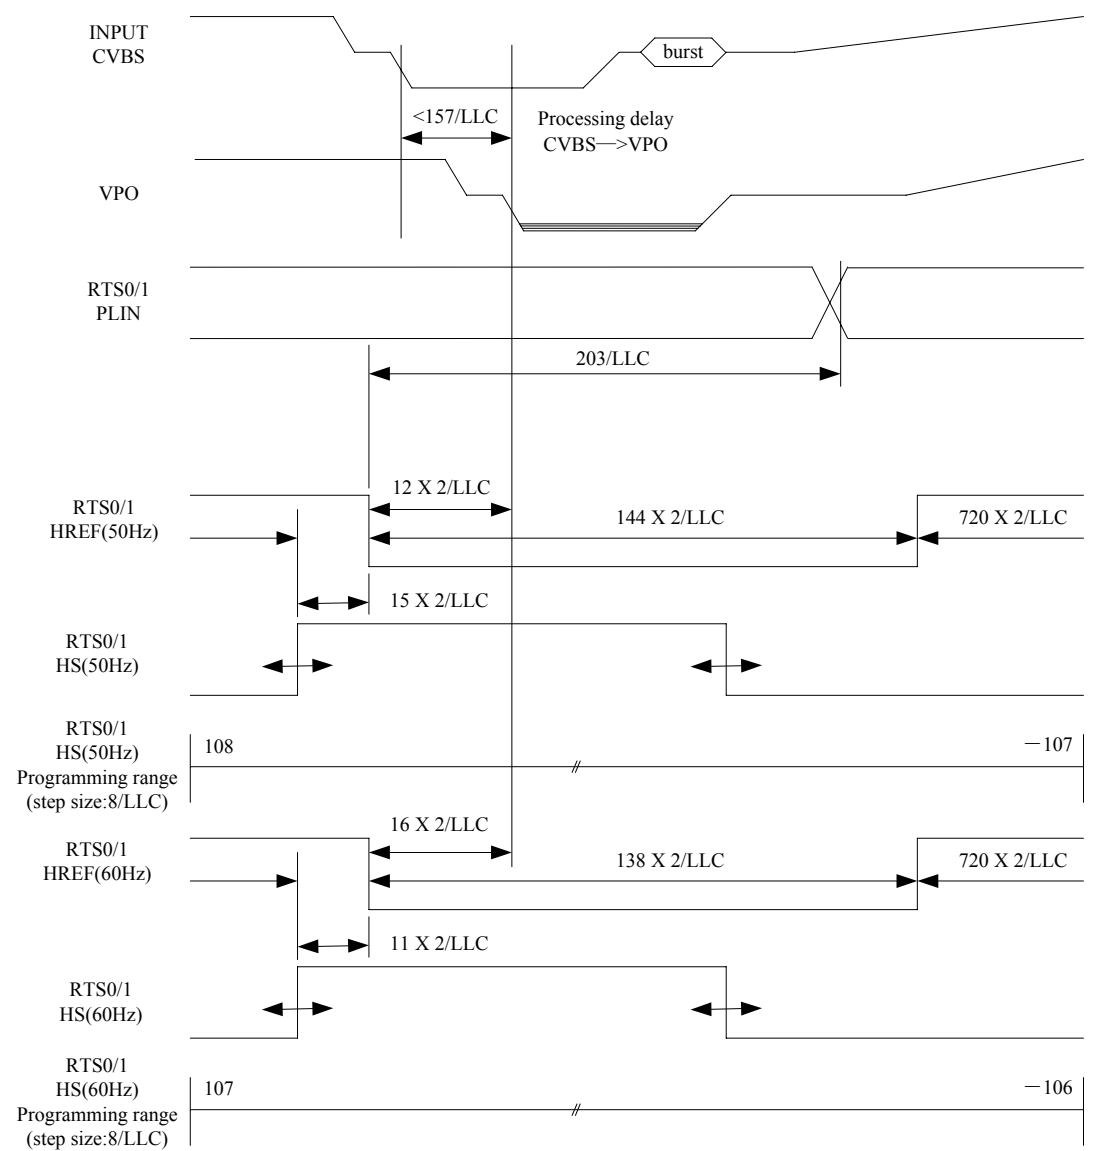 INPUT
CVBS
burst
<157/LLC
Processing delay
CVBS—>VPO
VPO
RTS0/1
PLIN
203/LLC
12 X 2/LLC
RTS0/1
HREF(50Hz)
144 X 2/LLC
720 X 2/LLC
15 X 2/LLC
RTS0/1
HS(50Hz)
RTS0/1
HS(50Hz)
Programming range
(step size:8/LLC)
108
—107
16 X 2/LLC
RTS0/1
HREF(60Hz)
138 X 2/LLC
720 X 2/LLC
11 X 2/LLC
RTS0/1
HS(60Hz)
RTS0/1
HS(60Hz)
Programming range
(step size:8/LLC)
107
—106